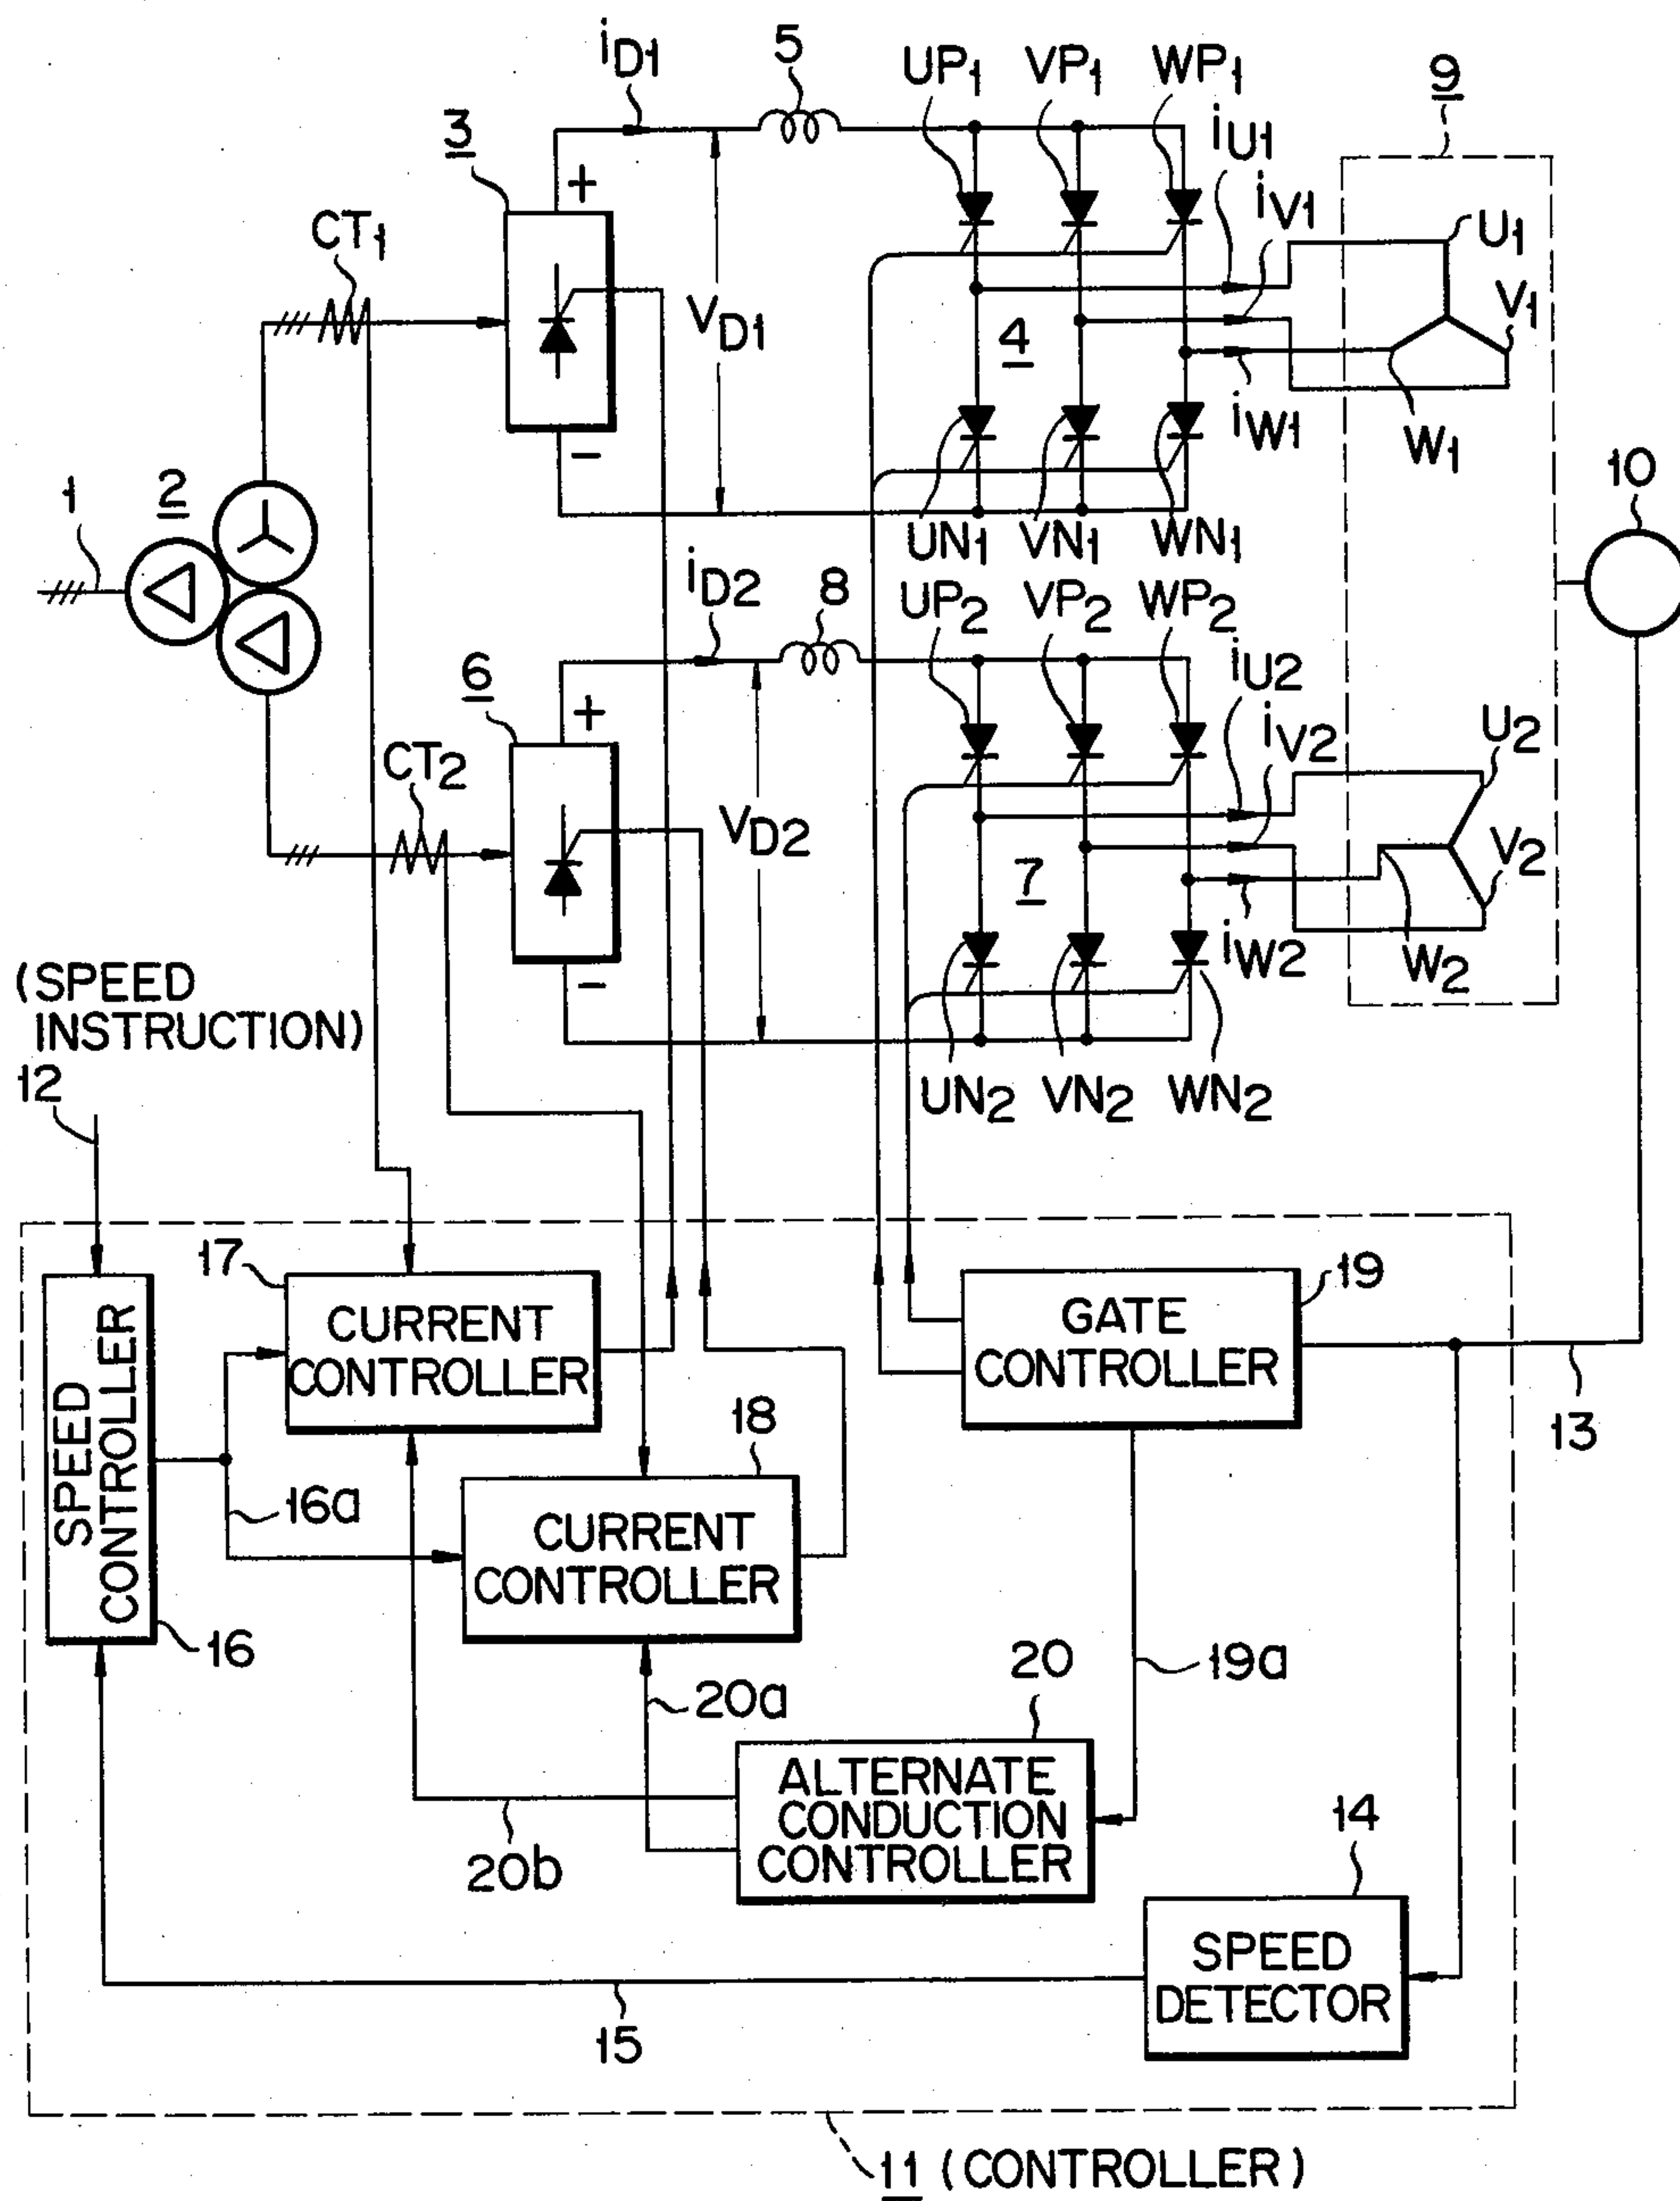 iD1
5
UP1
VP1
WP1
9
3
iU1
iV1
U1
CT1
+
VD1
4
V1
iW1
W1
-
1
2
10
UN1
VN1
WN1
iD2
8
UP2
VP2
WP2
6
+
iU2
iV2
U2
CT2
VD2
7
V2
iW2
W2
-
(SPEED
INSTRUCTION)
12
UN2
VN2
WN2
17
CURRENT
CONTROLLER
GATE
CONTROLLER
19
SPEED
CONTROLLER
18
13
16a
CURRENT
CONTROLLER
16
20a
20
19a
ALTERNATE
CONDUCTION
CONTROLLER
20b
14
SPEED
DETECTOR
15
11 (CONTROLLER)